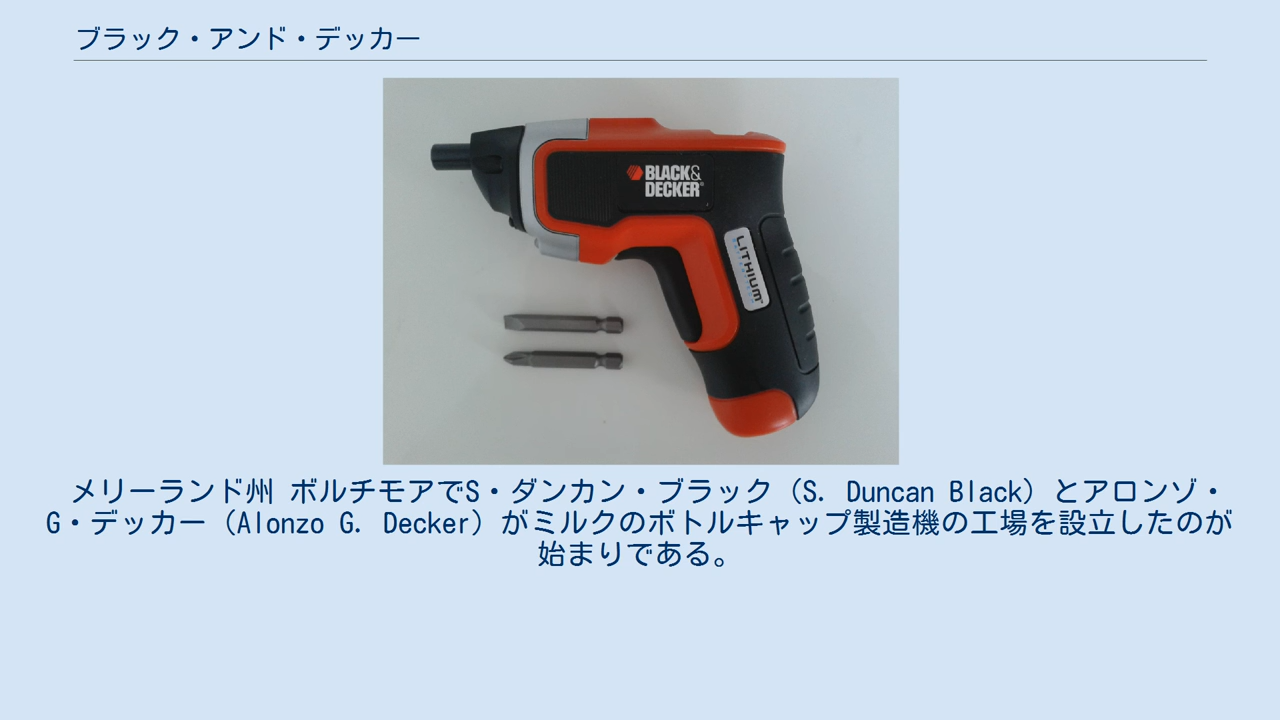 ブラック・アンド・デッカー
BLACK&
DECKER
LITHIUM
メリーランド州 ボルチモアでS・ダンカン・ブラック（S. Duncan Black）とアロンゾ・
G・デッカー（Alonzo G. Decker）がミルクのボトルキャップ製造機の工場を設立したのが
始まりである。